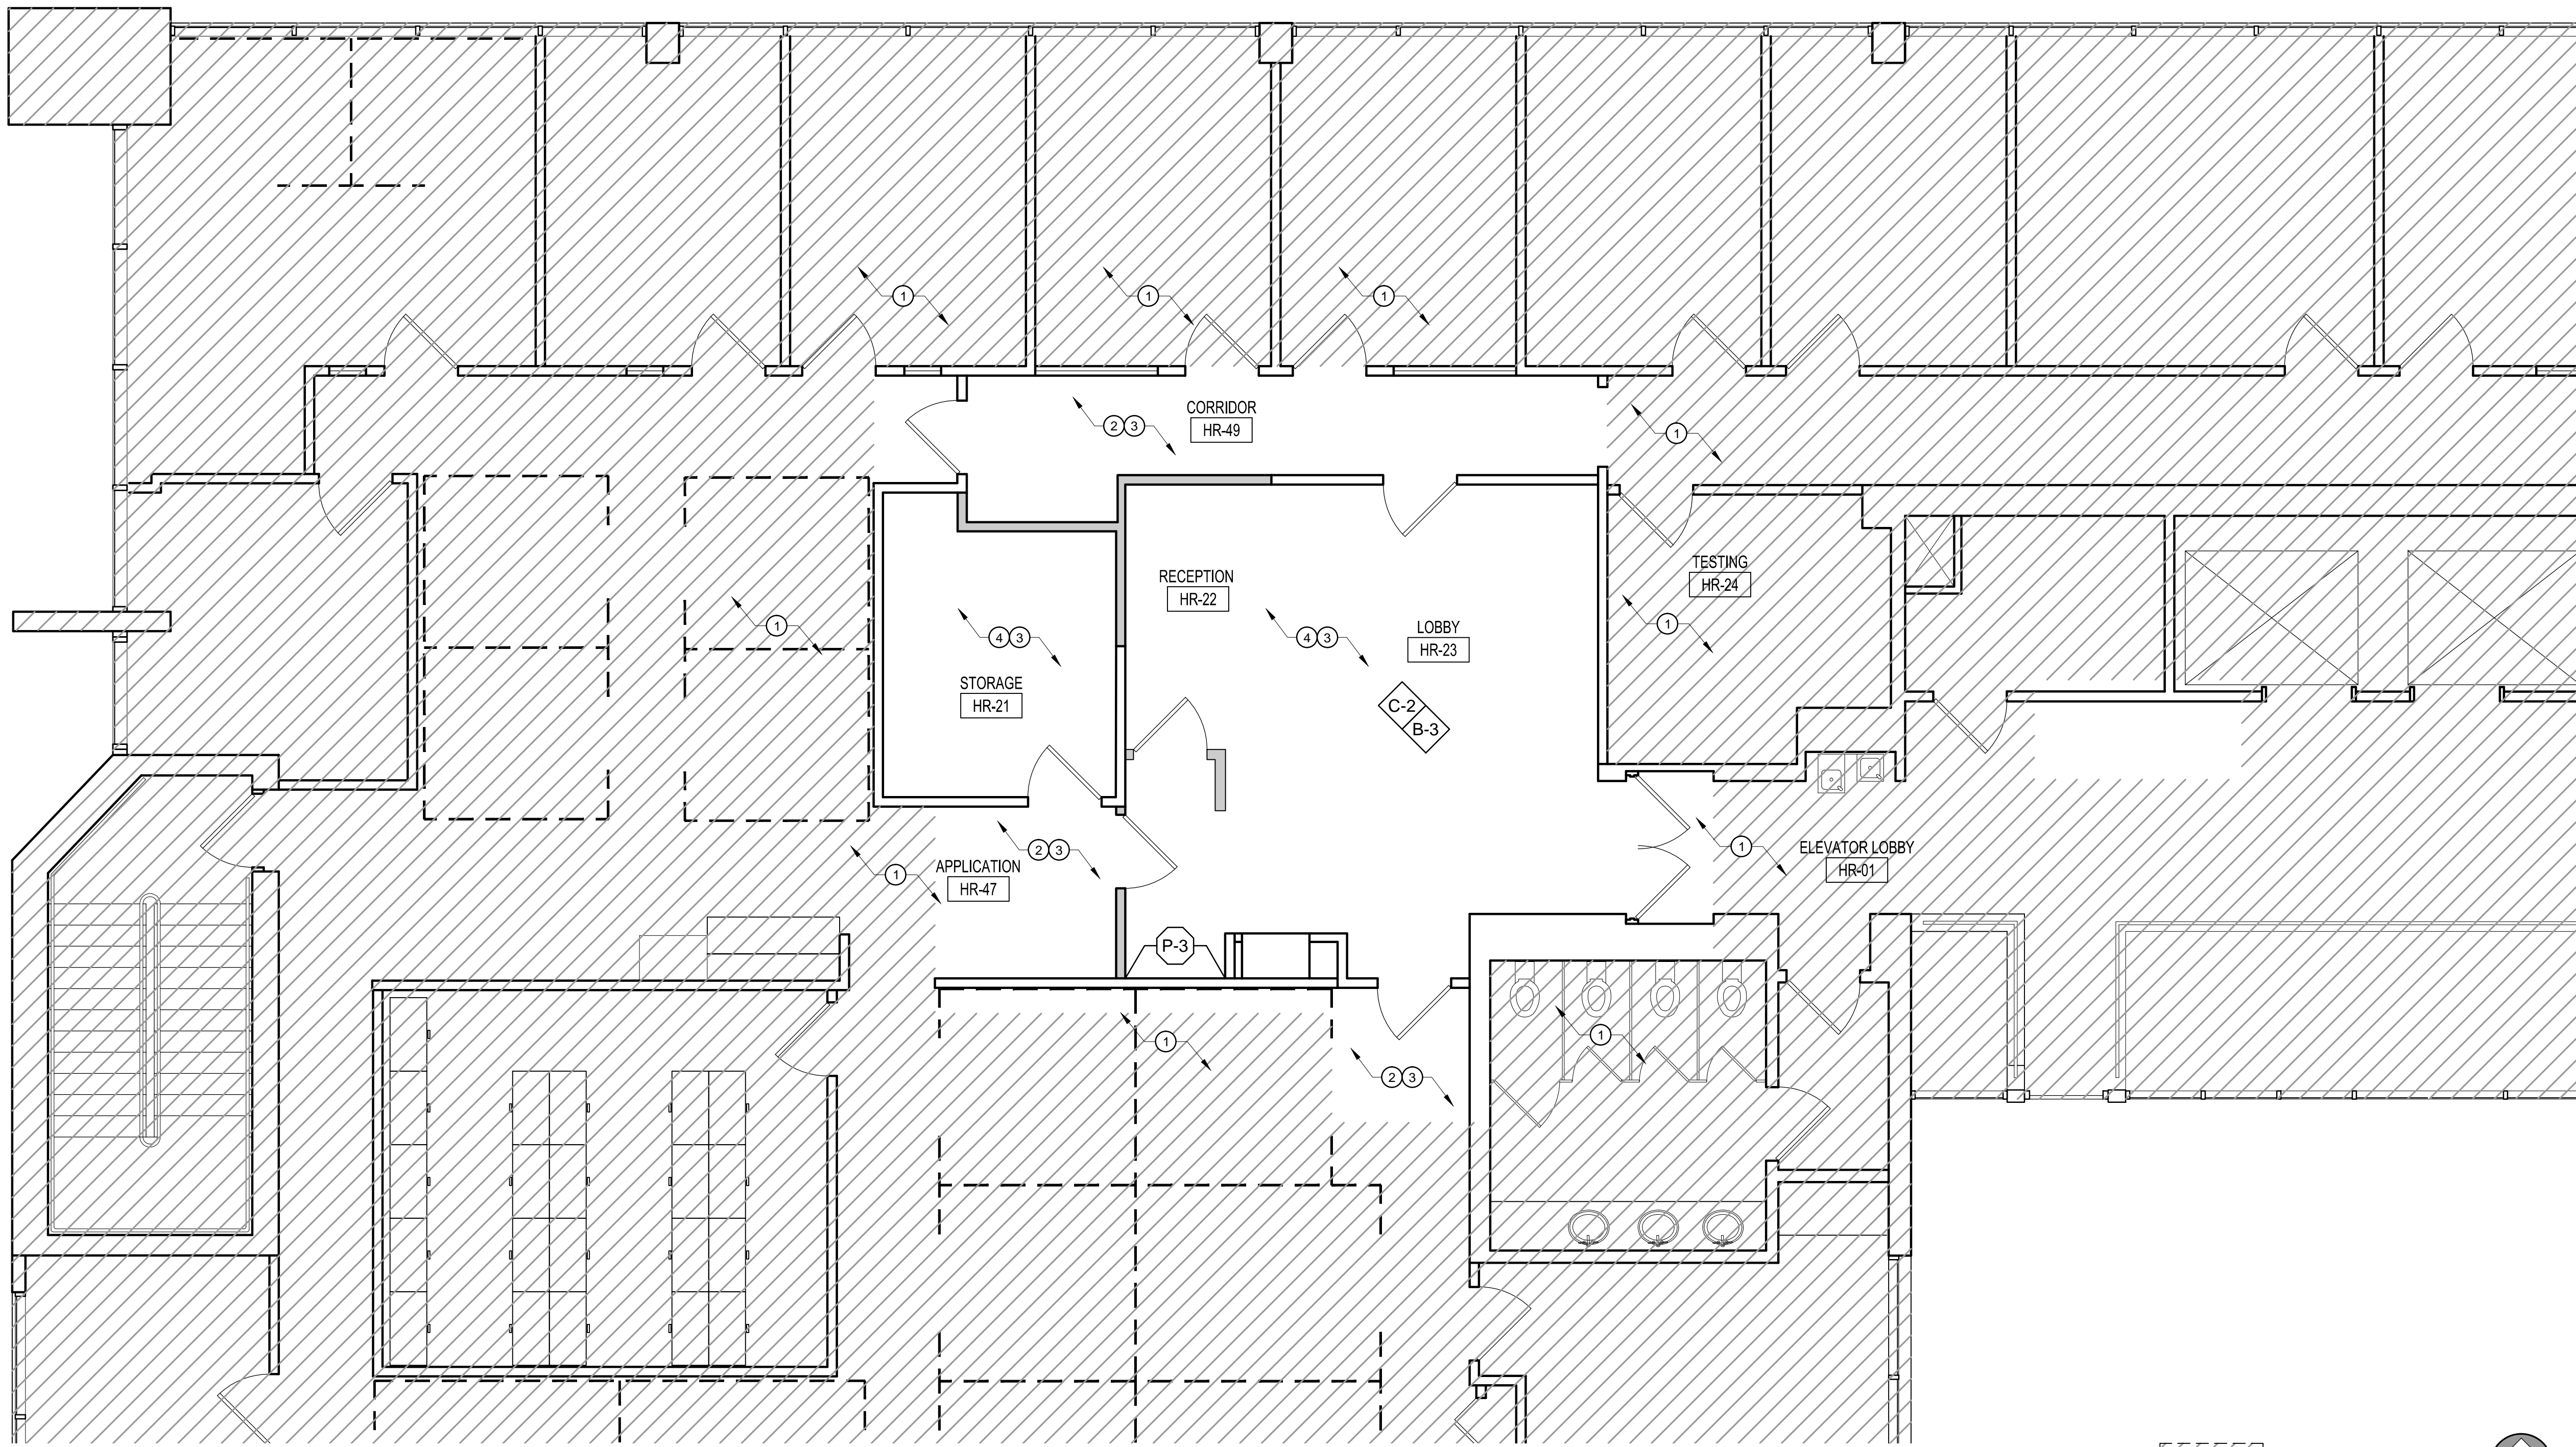 1
1
1
CORRIDOR
HR-49
2 3
1
RECEPTION
HR-22
TESTING
HR-24
1
1
4 3
4 3
LOBBY
HR-23
STORAGE
HR-21
C-2
B-3
2 3
1
ELEVATOR LOBBY
HR-01
APPLICATION
HR-47
1
P-3
1
1
2 3